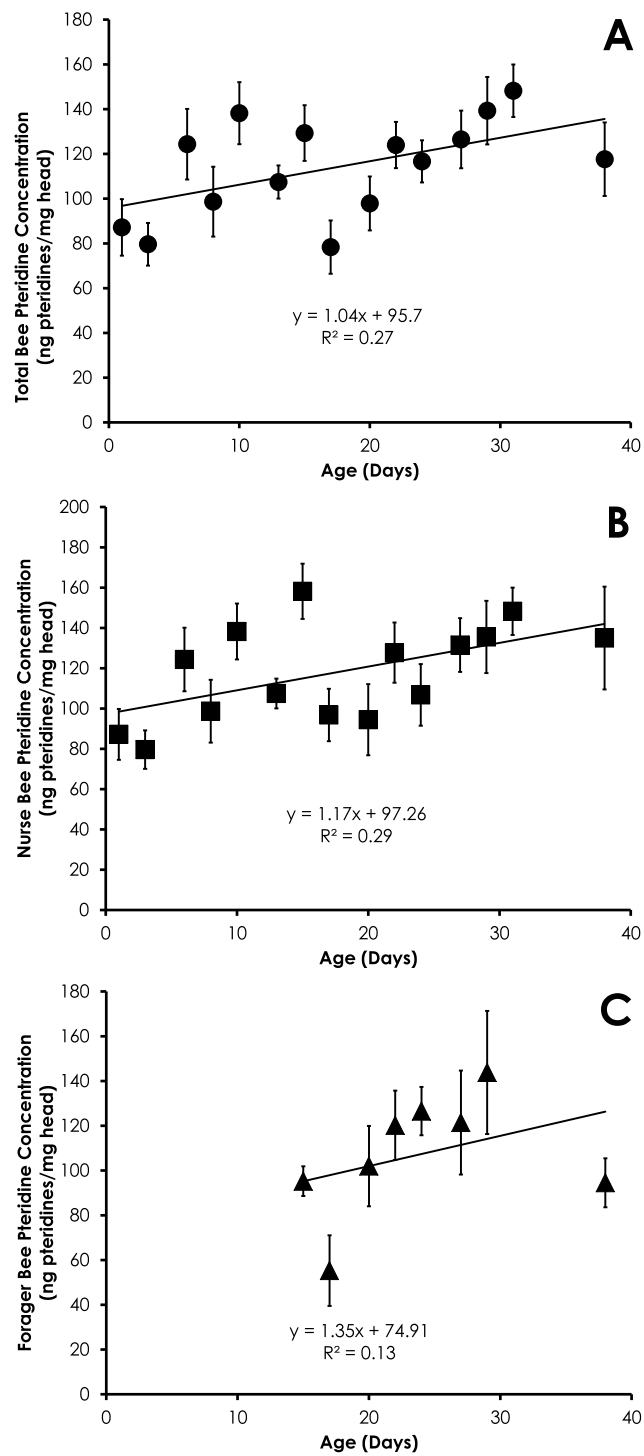 A
180
160
140
120
100
80
60
40
20
0
Total Bee Pteridine Concentration
(ng pteridines/mg head)
y = 1.04x + 95.7
R² = 0.27
0 10 20 30 40
Age (Days)
B
200
180
160
140
120
100
80
60
40
20
0
Nurse Bee Pteridine Concentration
(ng pteridines/mg head)
y = 1.17x + 97.26
R² = 0.29
0 10 20 30 40
Age (Days)
C
180
160
140
120
100
80
60
40
20
0
Forager Bee Pteridine Concentration
(ng pteridines/mg head)
y = 1.35x + 74.91
R² = 0.13
0 10 20 30 40
Age (Days)